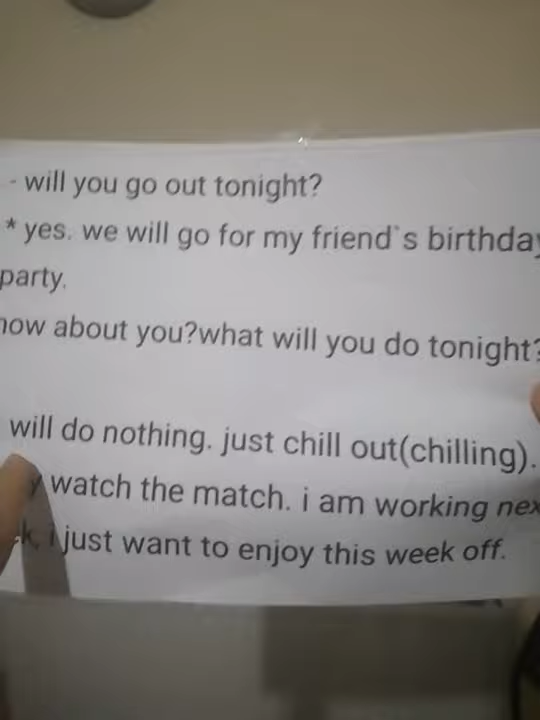 - will you go out tonight?
* yes. we will go for my friend`s birthday
party.
how about you?what will you do tonight?
will do nothing. just chill out(chilling).
watch the match. i am working
i just want to enjoy this week off.